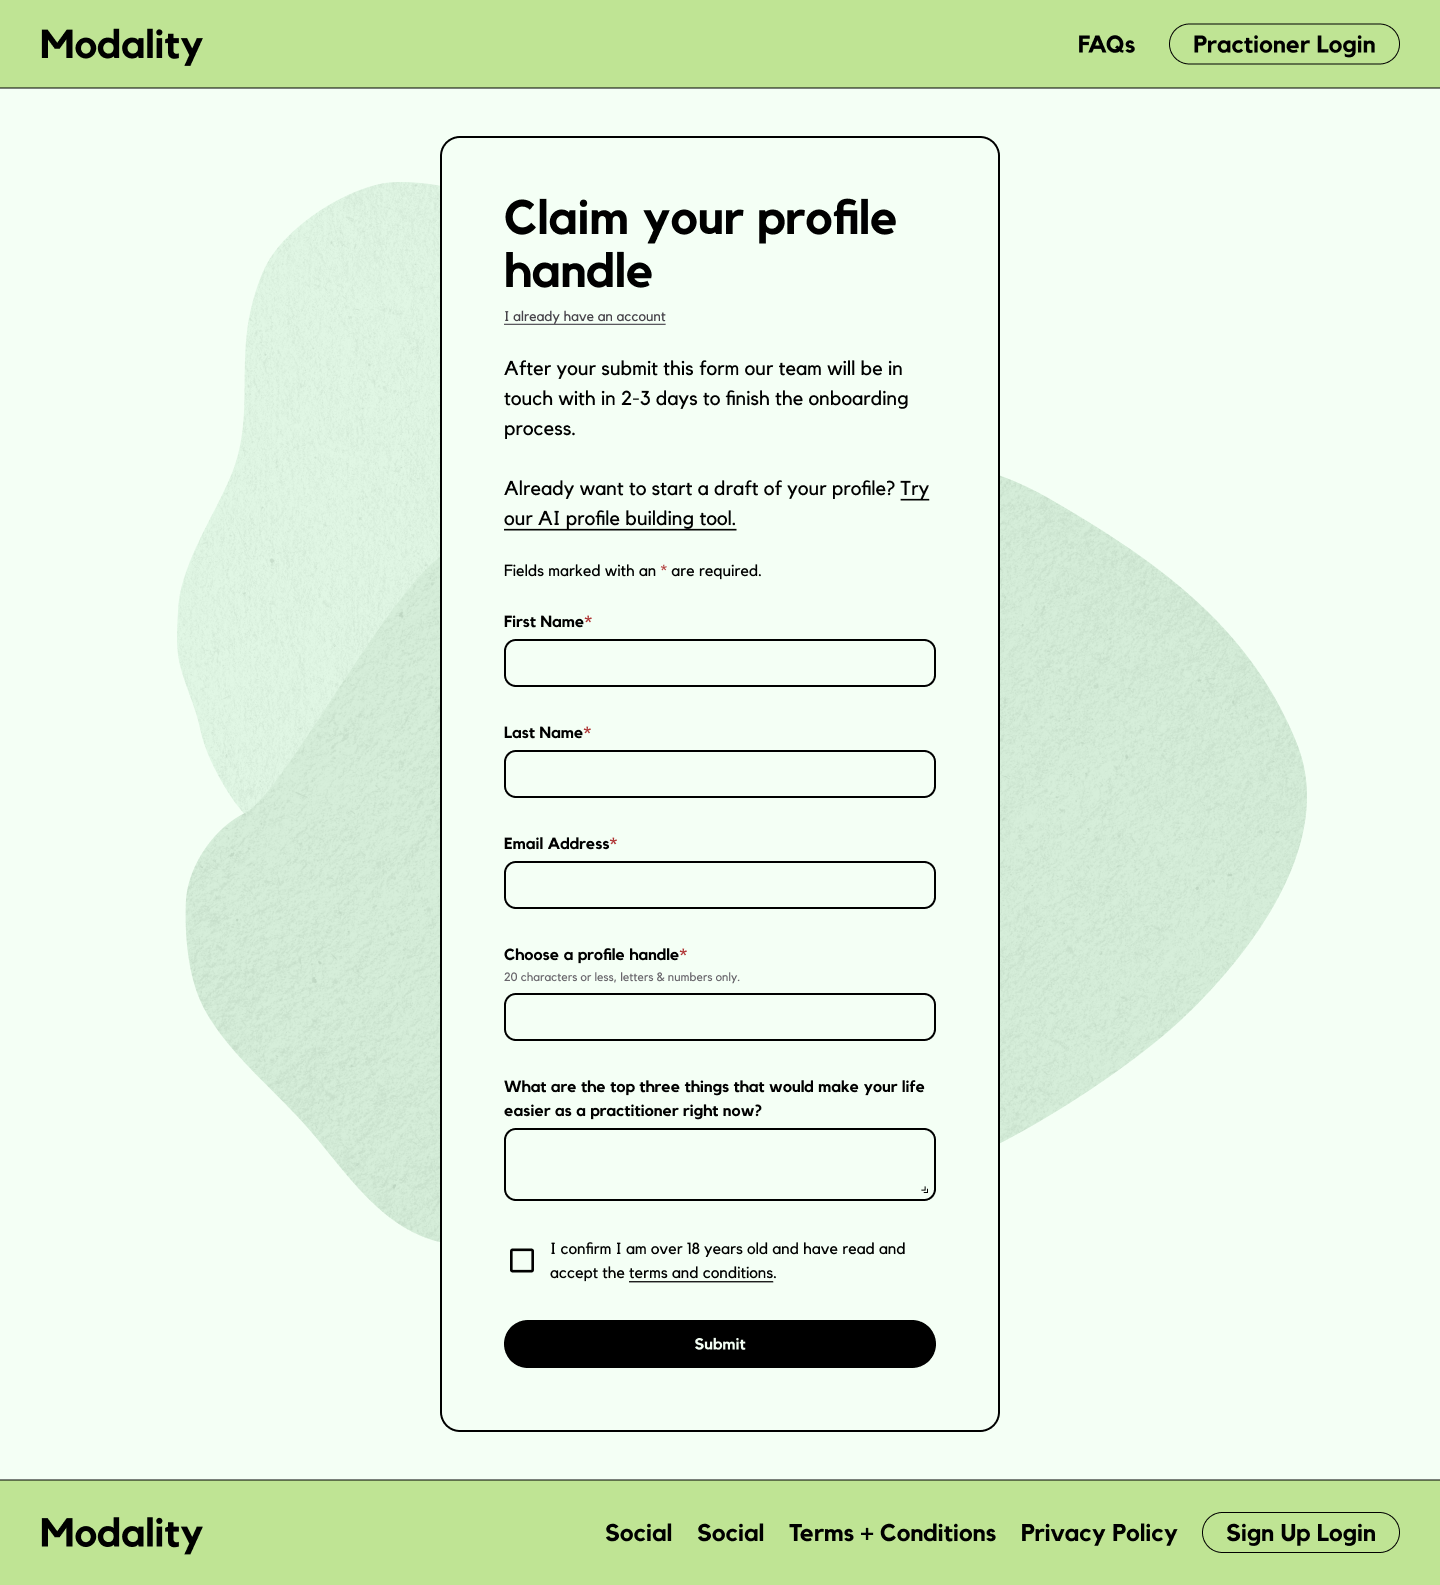 Modality
FAQs
Practioner Login
Claim your profile
handle
I already have an account
After your submit this form our team will be in
touch with in 2-3 days to finish the onboarding
process.
Already want to start a draft of your profile? Try
our AI profile building tool.
Fields marked with an * are required.
First Name*
Last Name*
Email Address*
Choose a profile handle*
20 characters or less, letters & numbers only.
What are the top three things that would make your life
easier as a practitioner right now?
I confirm I am over 18 years old and have read and
accept the terms and conditions.
Submit
Modality
Social
Social
Terms + Conditions
Privacy Policy
Sign Up Login